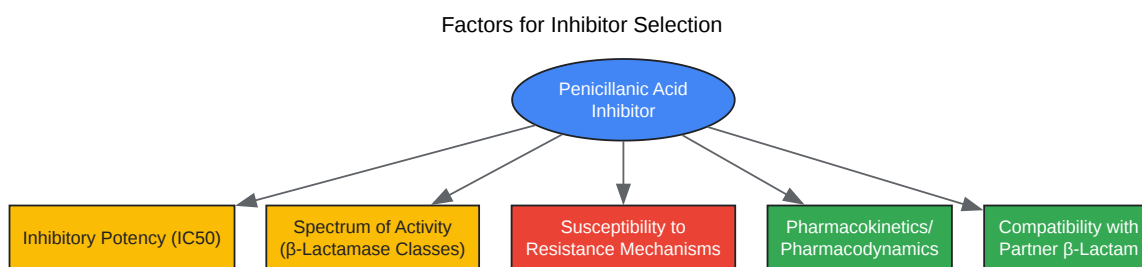 Factors for Inhibitor Selection
Penicillanic Acid
Inhibitor
Inhibitory Potency (IC50)
Spectrum of Activity
(β-Lactamase Classes)
Susceptibility to
Resistance Mechanisms
Pharmacokinetics/
Pharmacodynamics
Compatibility with
Partner β-Lactam